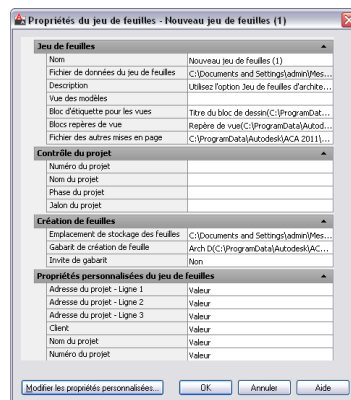 Propriétés du jeu de feuilles - Nouveau jeu de feuilles (1)
Jeu de feuilles
Nom Nouveau jeu de feuilles (1)
Fichier de données du jeu de feuilles C:\Documents and Settings\admin\Mes...
Description Utilisez l'option Jeu de feuilles d'archite...
Vue des modèles
Bloc d'étiquette pour les vues Titre du bloc de dessin(C:\ProgramDat...
Blocs repères de vue Repère de vue(C:\ProgramData\Autod...
Fichier des autres mises en page C:\ProgramData\Autodesk\ACA 2011\...
Contrôle du projet
Numéro du projet
Nom du projet
Phase du projet
Jalon du projet
Création de feuilles
Emplacement de stockage des feuilles C:\Documents and Settings\admin\Mes...
Gabarit de création de feuille Arch D(C:\ProgramData\Autodesk\AC...
Invite de gabarit Non
Propriétés personnalisées du jeu de feuilles
Adresse du projet - Ligne 1 Valeur
Adresse du projet - Ligne 2 Valeur
Adresse du projet - Ligne 3 Valeur
Client Valeur
Nom du projet Valeur
Numéro du projet Valeur
Modifier les propriétés personnalisées... OK Annuler Aide